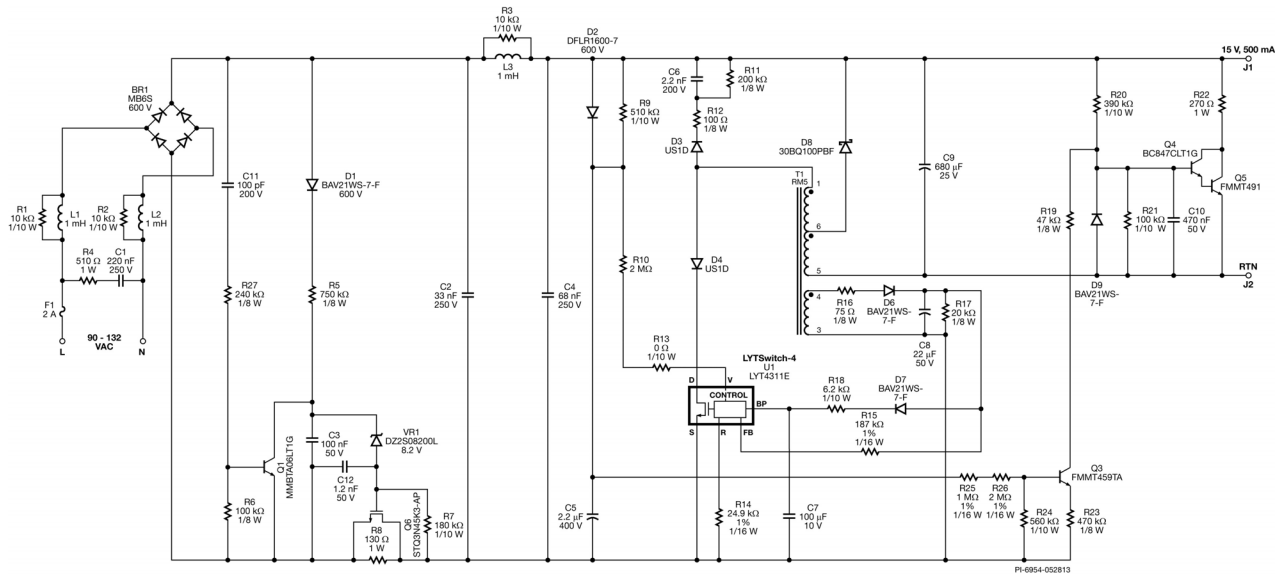 R3
10 kΩ
1/10 W
L3
1 mH
D2
DFLR1600-7
600 V
15 V, 500 mA
J1
BR1
MB6S
600 V
C6
2.2 nF
200 V
R11
200 kΩ
1/8 W
R12
100 Ω
1/8 W
D3
US1D
R9
510 kΩ
1/10 W
D8
30BQ100PBF
R20
390 kΩ
1/10 W
R22
270 Ω
1 W
Q4
BC847CLT1G
Q5
FMMT491
C11
100 pF
200 V
D1
BAV21WS-7-F
600 V
C9
680 µF
25 V
T1
RM5
1
6
5
4
3
R1
10 kΩ
1/10 W
L1
1 mH
R2
10 kΩ
1/10 W
L2
1 mH
R4
510 Ω
1 W
C1
220 nF
250 V
F1
2 A
L
90 - 132
VAC
N
R19
47 kΩ
1/8 W
R21
100 kΩ
1/10 W
C10
470 nF
50 V
RTN
J2
D9
BAV21WS-
7-F
R27
240 kΩ
1/8 W
R5
750 kΩ
1/8 W
C2
33 nF
250 V
C4
68 nF
250 V
R10
2 MΩ
D4
US1D
R16
75 Ω
1/8 W
D6
BAV21WS-
7-F
R17
20 kΩ
1/8 W
C8
22 µF
50 V
R13
0 Ω
1/10 W
LYTSwitch-4
U1
LYT4311E
D
V
CONTROL
BP
S
R
FB
R18
6.2 kΩ
1/10 W
D7
BAV21WS-
7-F
R15
187 kΩ
1%
1/16 W
Q1
MMBTA06LT1G
C3
100 nF
50 V
VR1
DZ2S08200L
8.2 V
C12
1.2 nF
50 V
R6
100 kΩ
1/8 W
R8
130 Ω
1 W
Q6
STQ3N45K3-AP
R7
180 kΩ
1/10 W
C5
2.2 µF
400 V
R14
24.9 kΩ
1%
1/16 W
C7
100 µF
10 V
R25
1 MΩ
1%
1/16 W
R26
2 MΩ
1%
1/16 W
R24
560 kΩ
1/10 W
Q3
FMMT459TA
R23
470 kΩ
1/8 W
PI-6954-052813